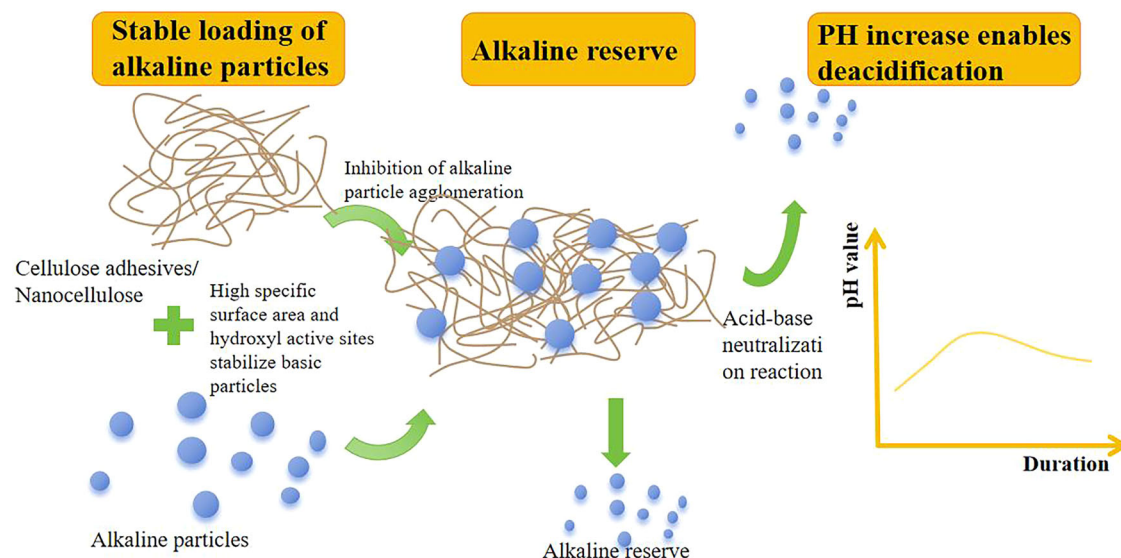 Stable loading of
alkaline particles
Alkaline reserve
PH increase enables
deacidification
Inhibition of alkaline
particle agglomeration
Cellulose adhesives/
Nanocellulose
High specific
surface area and
hydroxyl active sites
stabilize basic
particles
Acid-base
neutralizati
on reaction
pH value
Duration
Alkaline particles
Alkaline reserve